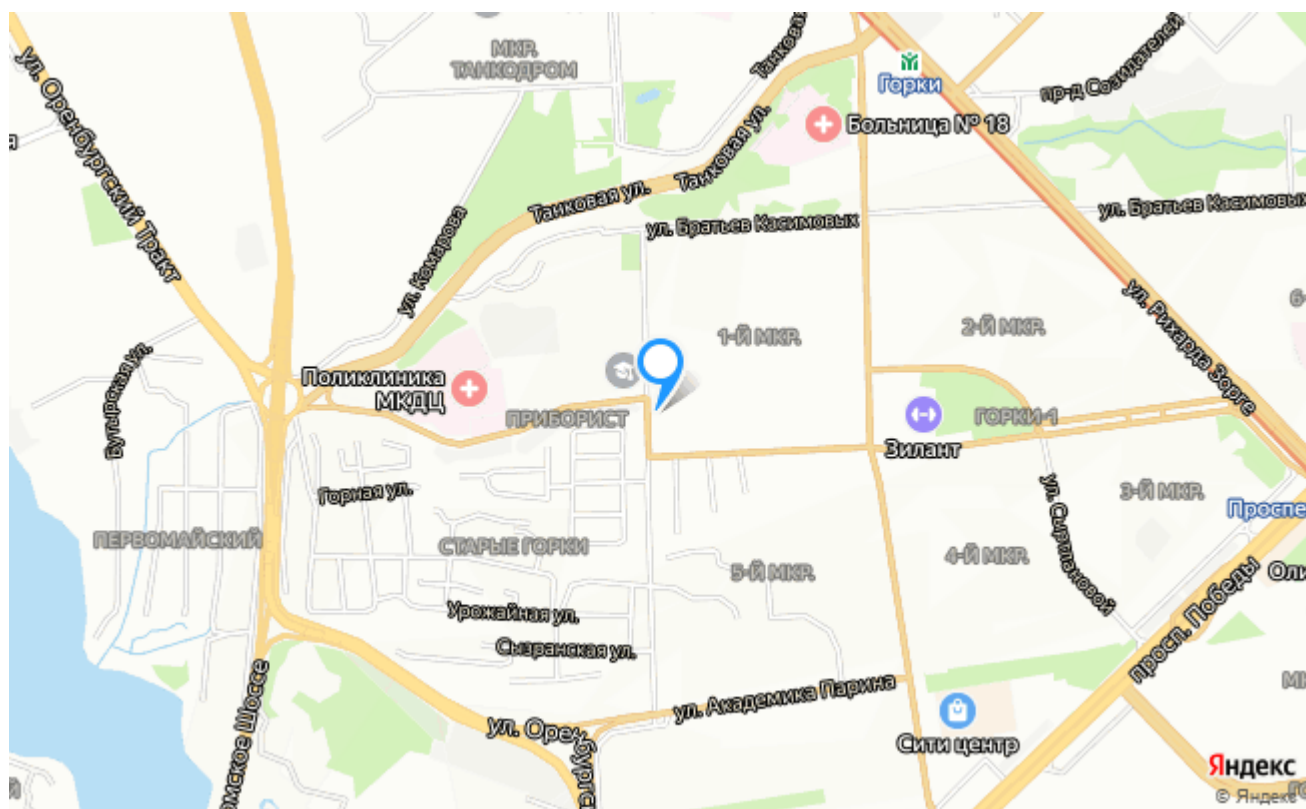 МКР.
ТАНКОДРОМ
Горки
пр-д Созидателей
ул. Оренбургский Тракт
Танковая ул.
Больница № 18
Танковая ул.
ул. Братьев Касимовых
ул. Братьев Касимовых
ул. Комарова
1-Й МКР.
2-Й МКР.
ул. Рихарда Зорге
Бутырская ул.
Поликлиника
МКДЦ
ПРИБОРИСТ
ГОРКИ-1
Зилант
Горная ул.
3-Й МКР.
ПЕРВОМАЙСКИЙ
СТАРЫЕ ГОРКИ
5-Й МКР.
4-Й МКР.
ул. Сыртлановой
просп. Победы
Урожайная ул.
Сызранская ул.
ул. Академика Парина
Сити центр
Яндекс